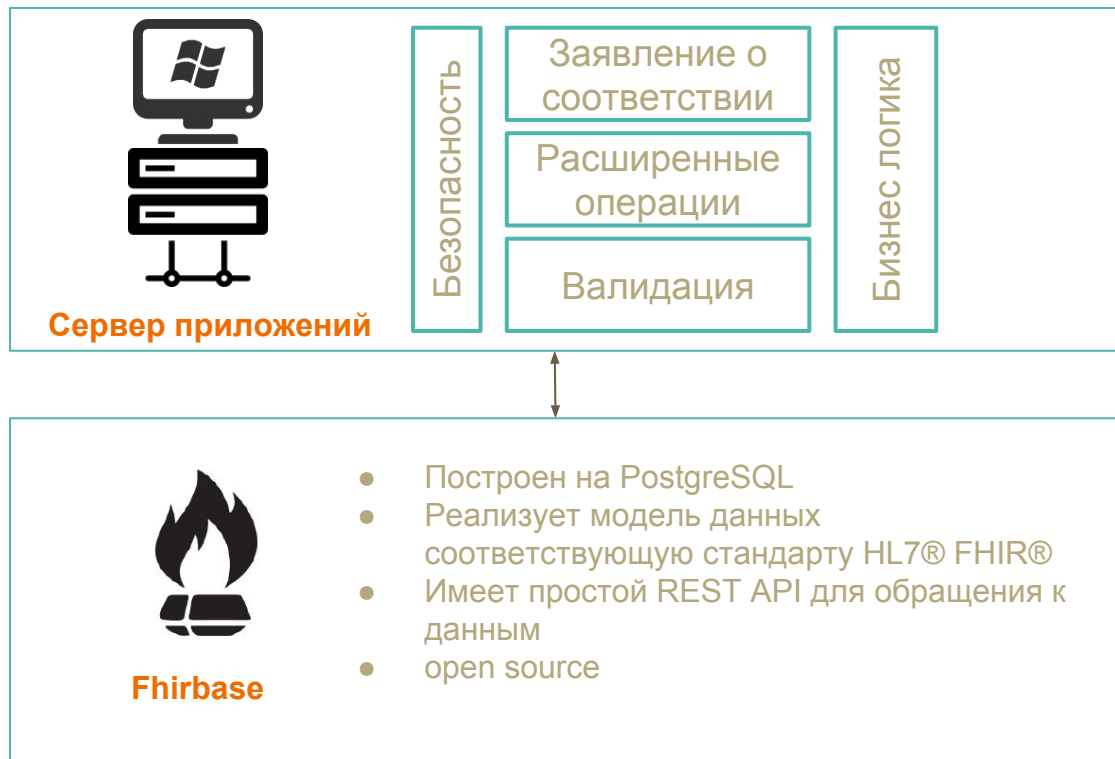 Безопасность
Заявление о
соответствии
Расширенные
операции
Валидация
Бизнес логика
Сервер приложений
● Построен на PostgreSQL
● Реализует модель данных
соответствующую стандарту HL7® FHIR®
● Имеет простой REST API для обращения к
данным
● open source
Fhirbase